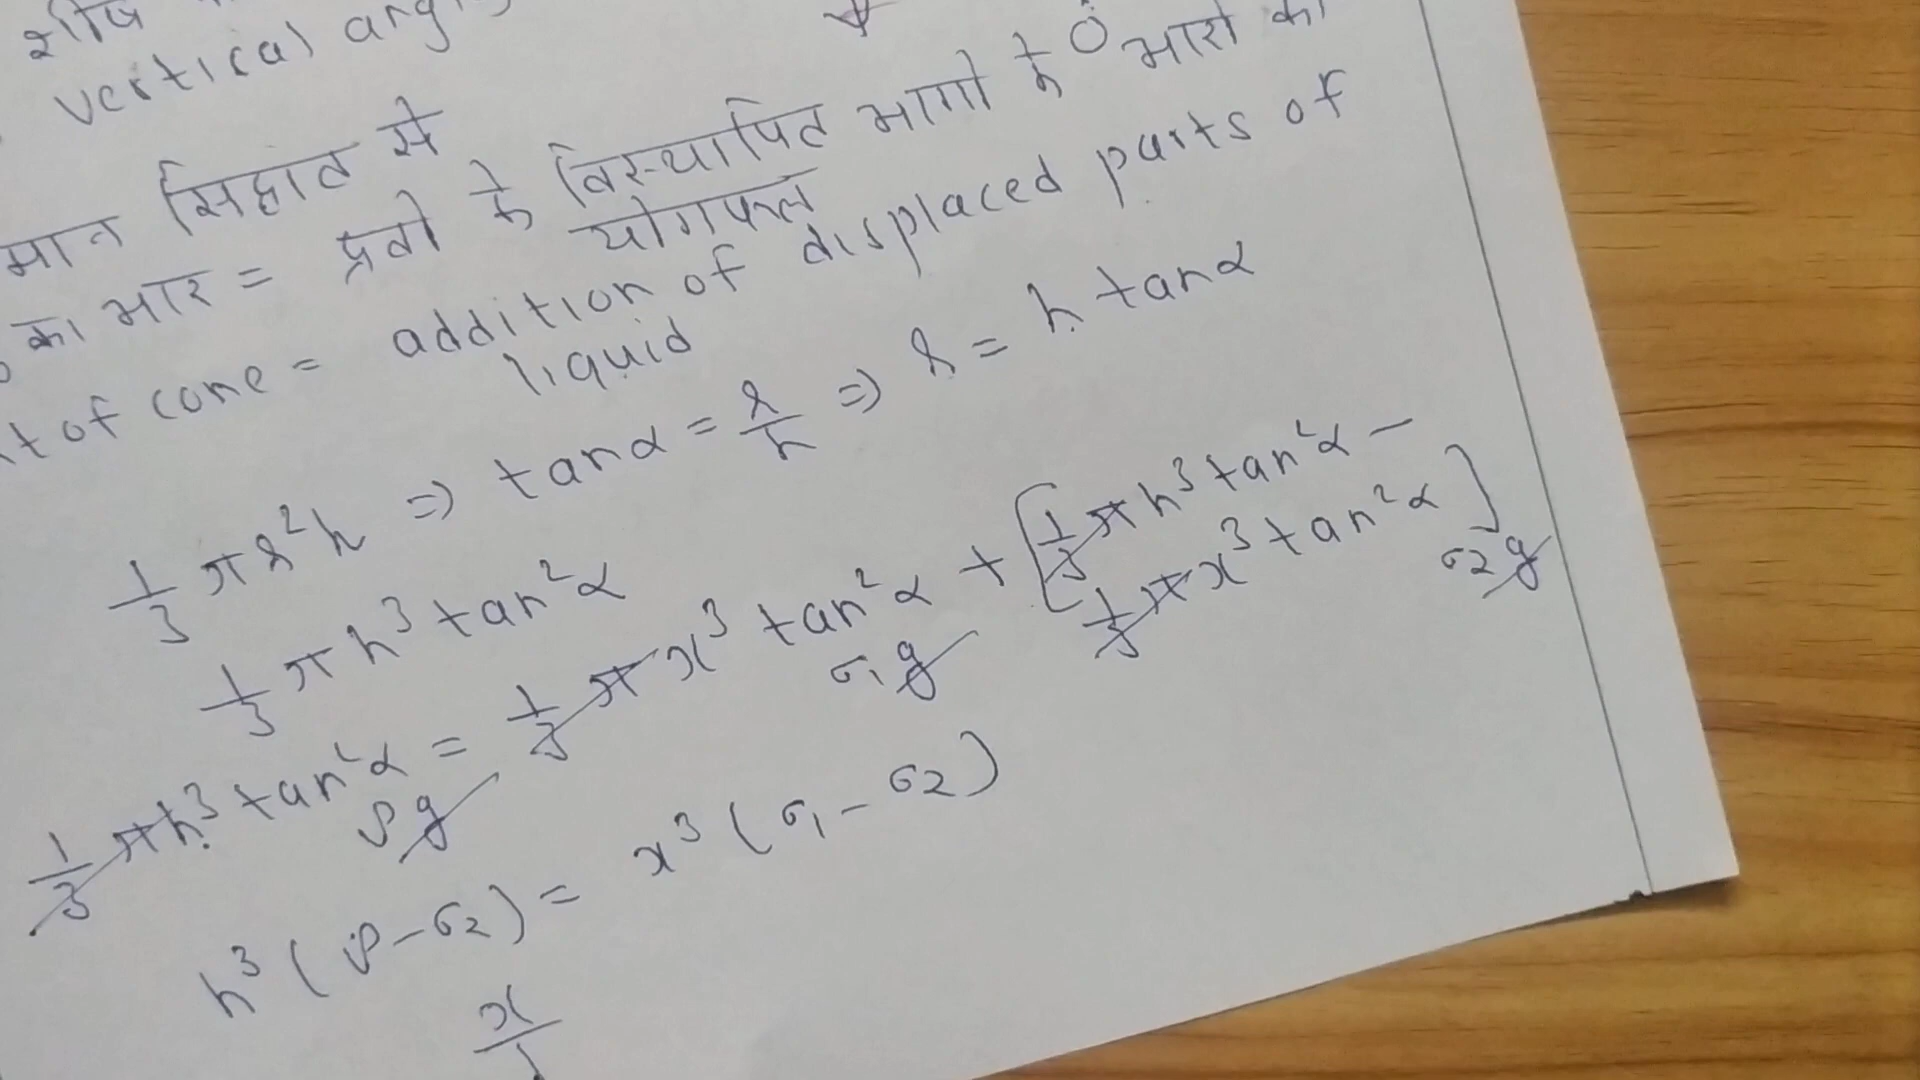 vertical
मान सिद्धांत से
का भार = द्रवो के विस्थापित भागो के भारो का
योगफल
t of cone = addition of displaced parts of
liquid
1/3 πr²h ⇒ tanα = r/h ⇒ r = h tanα
1/3 πh³ tan²α
1/3 πh³ tan²α ρg = 1/3 πx³ tan²α σ₁g + [1/3 πh³ tan²α − 1/3 πx³ tan²α] σ₂g
h³ (ρ − σ₂) = x³ (σ₁ − σ₂)
x